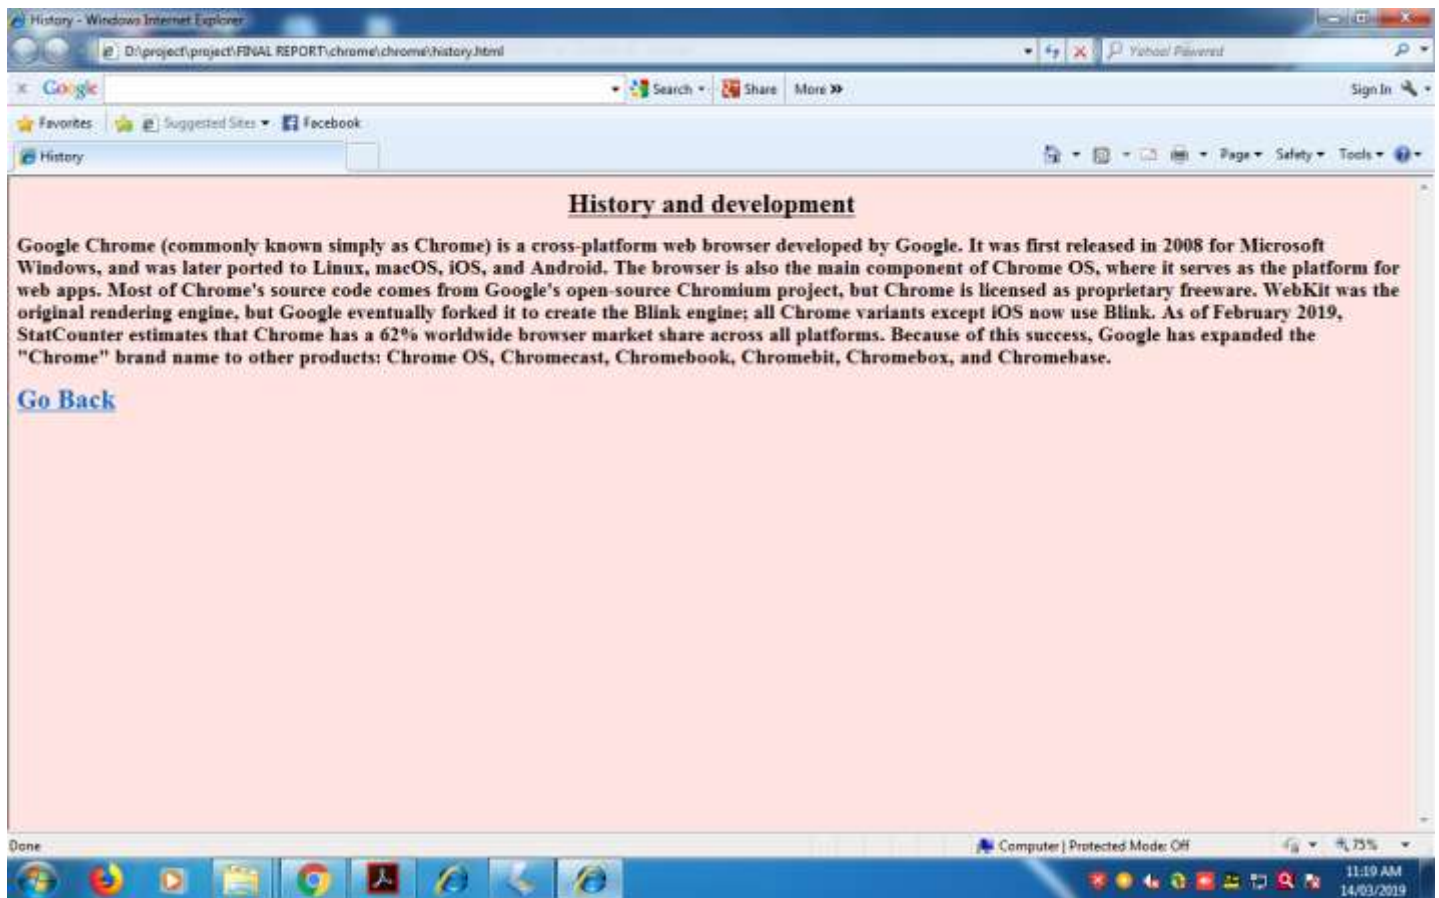 History - Windows Internet Explorer
D:\project\project\FINAL REPORT\chrome\chrome\history.html
Yahoo! Powered
Google
Search
Share
More »
Sign In
Favorites
Suggested Sites
Facebook
History
Page
Safety
Tools
History and development
Google Chrome (commonly known simply as Chrome) is a cross-platform web browser developed by Google. It was first released in 2008 for Microsoft
Windows, and was later ported to Linux, macOS, iOS, and Android. The browser is also the main component of Chrome OS, where it serves as the platform for
web apps. Most of Chrome's source code comes from Google's open-source Chromium project, but Chrome is licensed as proprietary freeware. WebKit was the
original rendering engine, but Google eventually forked it to create the Blink engine; all Chrome variants except iOS now use Blink. As of February 2019,
StatCounter estimates that Chrome has a 62% worldwide browser market share across all platforms. Because of this success, Google has expanded the
"Chrome" brand name to other products: Chrome OS, Chromecast, Chromebook, Chromebit, Chromebox, and Chromebase.
Go Back
Done
Computer | Protected Mode: Off
75%
11:19 AM
14/03/2019